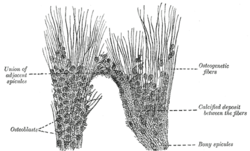 Union of
adjacent
spicules
Osteoblasts
Osteogenetic
fibers
Calcified deposit
between the fibers
Bony spicules